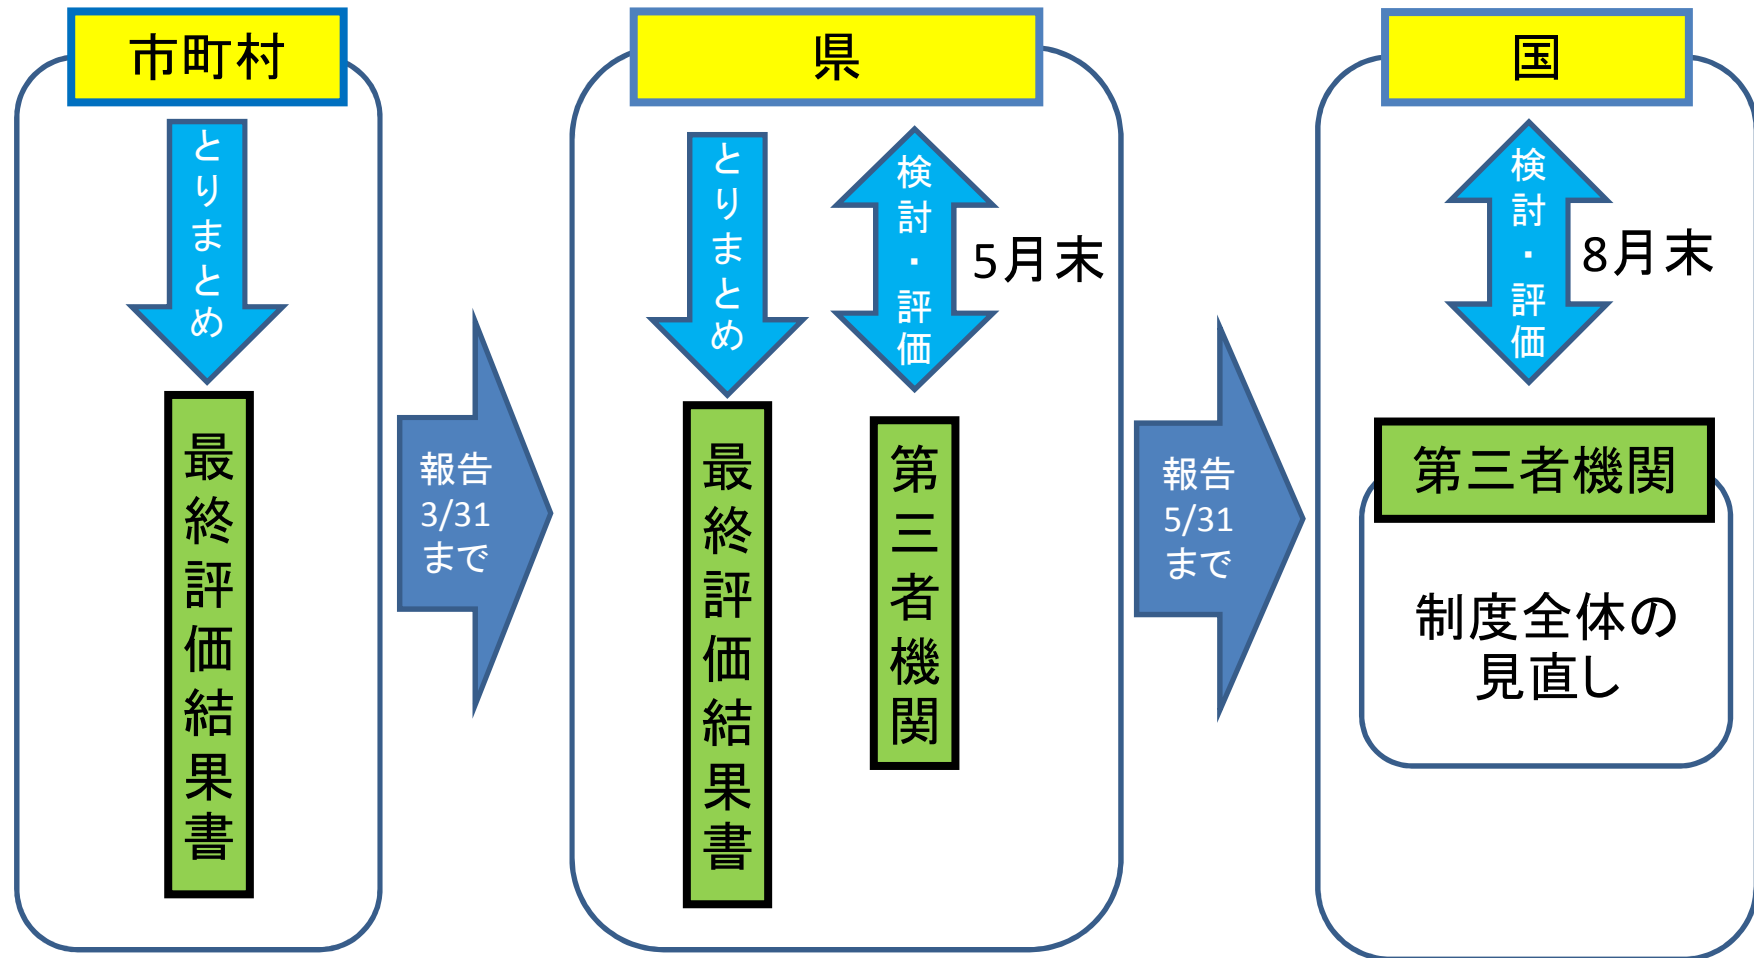 市町村
とりまとめ
最終評価結果書
報告
3/31
まで
県
とりまとめ
最終評価結果書
検討・評価
5月末
第三者機関
報告
5/31
まで
国
検討・評価
8月末
第三者機関
制度全体の
見直し